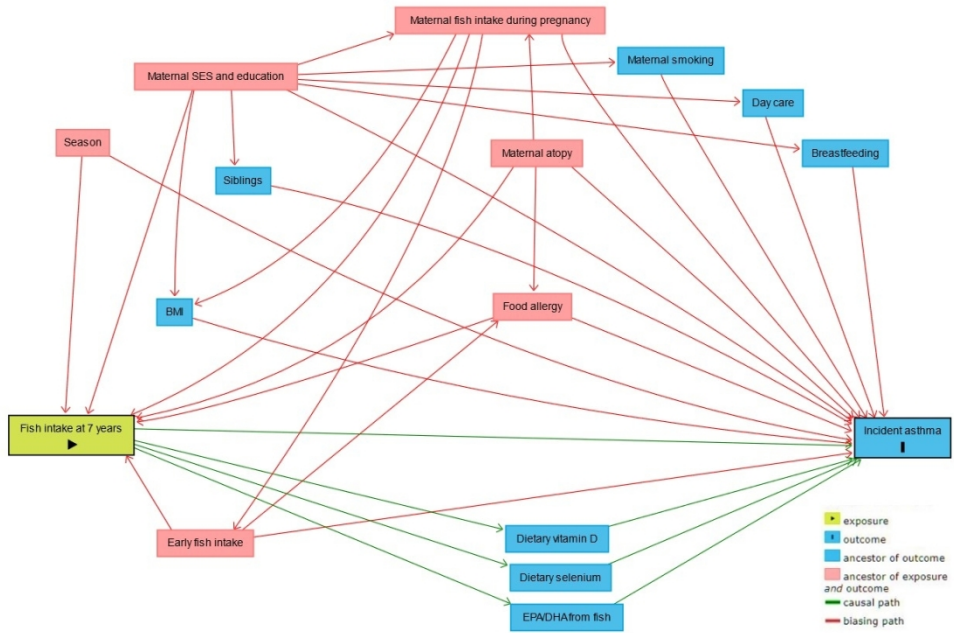 Maternal fish intake during pregnancy
Maternal smoking
Maternal SES and education
Day care
Season
Maternal atopy
Breastfeeding
Siblings
BMI
Food allergy
Fish intake at 7 years
Incident asthma
Early fish intake
Dietary vitamin D
Dietary selenium
EPA/DHA from fish
exposure
outcome
ancestor of outcome
ancestor of exposure
and outcome
causal path
biasing path